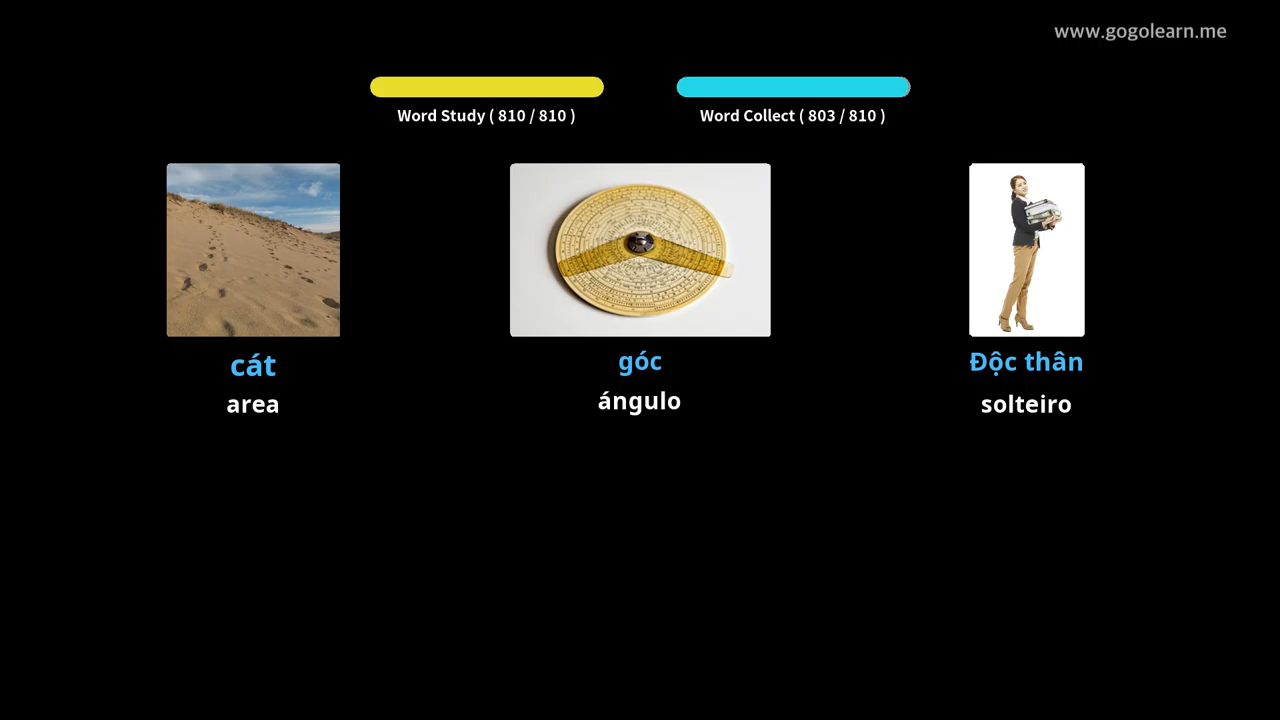 www.gogolearn.me
Word Study ( 810 / 810 )
Word Collect ( 803 / 810 )
cát
góc
Độc thân
area
ángulo
solteiro